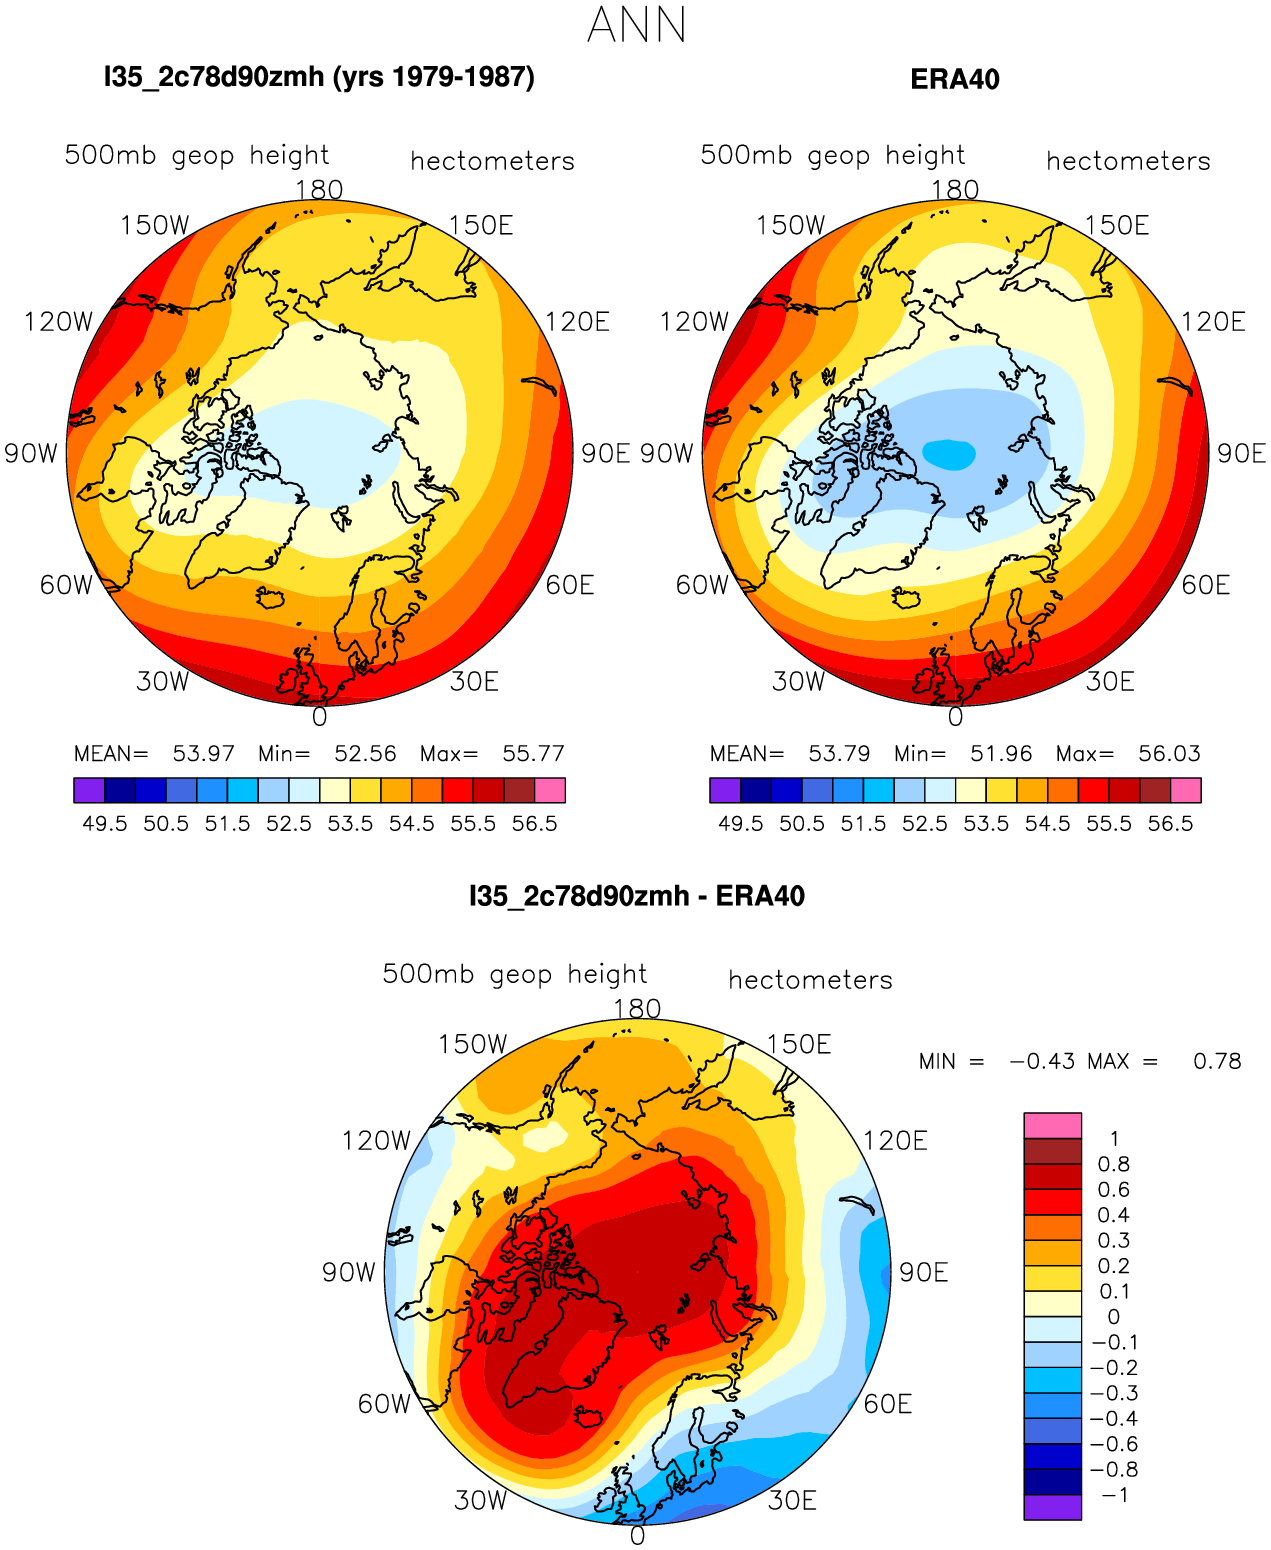 ANN
I35_2c78d90zmh (yrs 1979-1987)
500mb geop height hectometers
180
150W 150E
120W 120E
90W 90E
60W 60E
30W 30E
0
MEAN= 53.97 Min= 52.56 Max= 55.77
49.5 50.5 51.5 52.5 53.5 54.5 55.5 56.5
ERA40
500mb geop height hectometers
180
150W 150E
120W 120E
90W 90E
60W 60E
30W 30E
0
MEAN= 53.79 Min= 51.96 Max= 56.03
49.5 50.5 51.5 52.5 53.5 54.5 55.5 56.5
I35_2c78d90zmh - ERA40
500mb geop height hectometers
180
150W 150E
120W 120E
90W 90E
60W 60E
30W 30E
0
MIN = -0.43 MAX = 0.78
1
0.8
0.6
0.4
0.3
0.2
0.1
0
-0.1
-0.2
-0.3
-0.4
-0.6
-0.8
-1